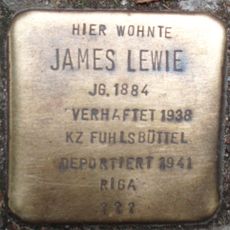 HIER WOHNTE
JAMES LEWIE
JG. 1884
VERHAFTET 1938
KZ FUHLSBÜTTEL
DEPORTIERT 1941
RIGA
???